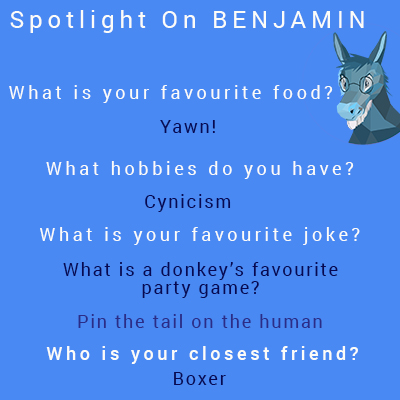 Spotlight On BENJAMIN
What is your favourite food?
Yawn!
What hobbies do you have?
Cynicism
What is your favourite joke?
What is a donkey’s favourite
party game?
Pin the tail on the human
Who is your closest friend?
Boxer